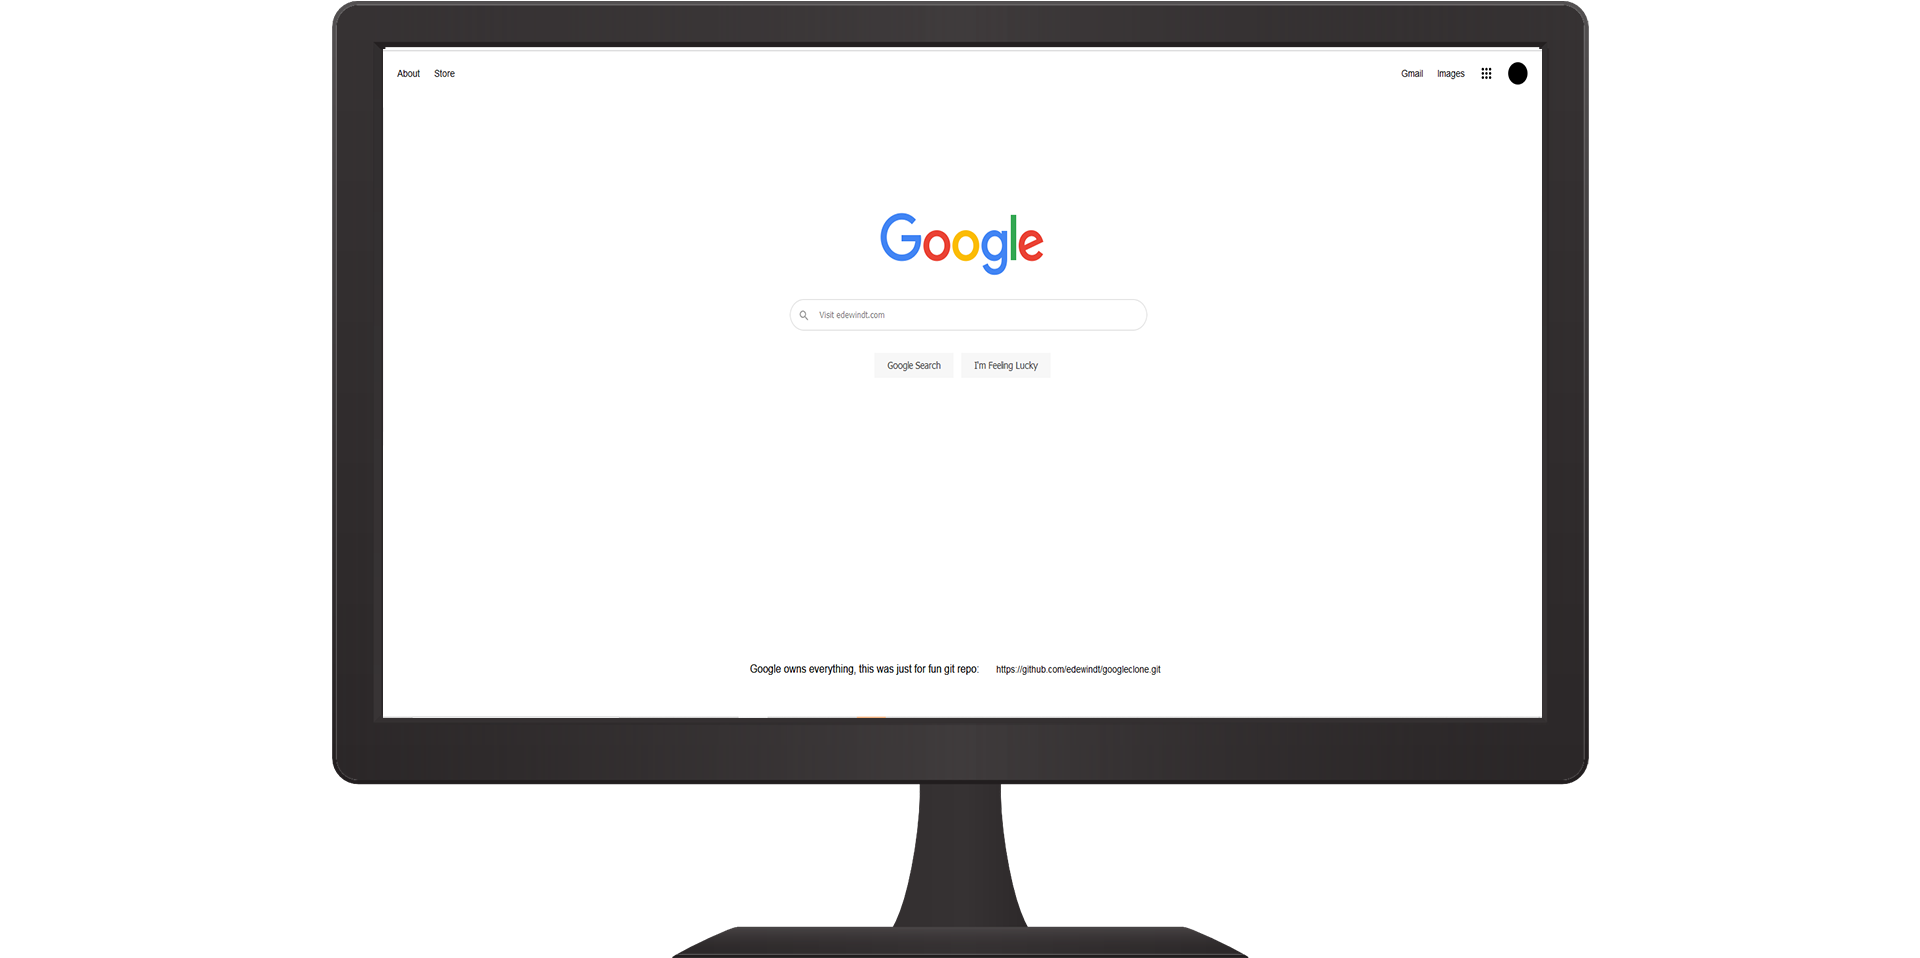 About Store Gmail Images
Google
Visit edewindt.com
Google Search I'm Feeling Lucky
Google owns everything, this was just for fun git repo: https://github.com/edewindt/googleclone.git